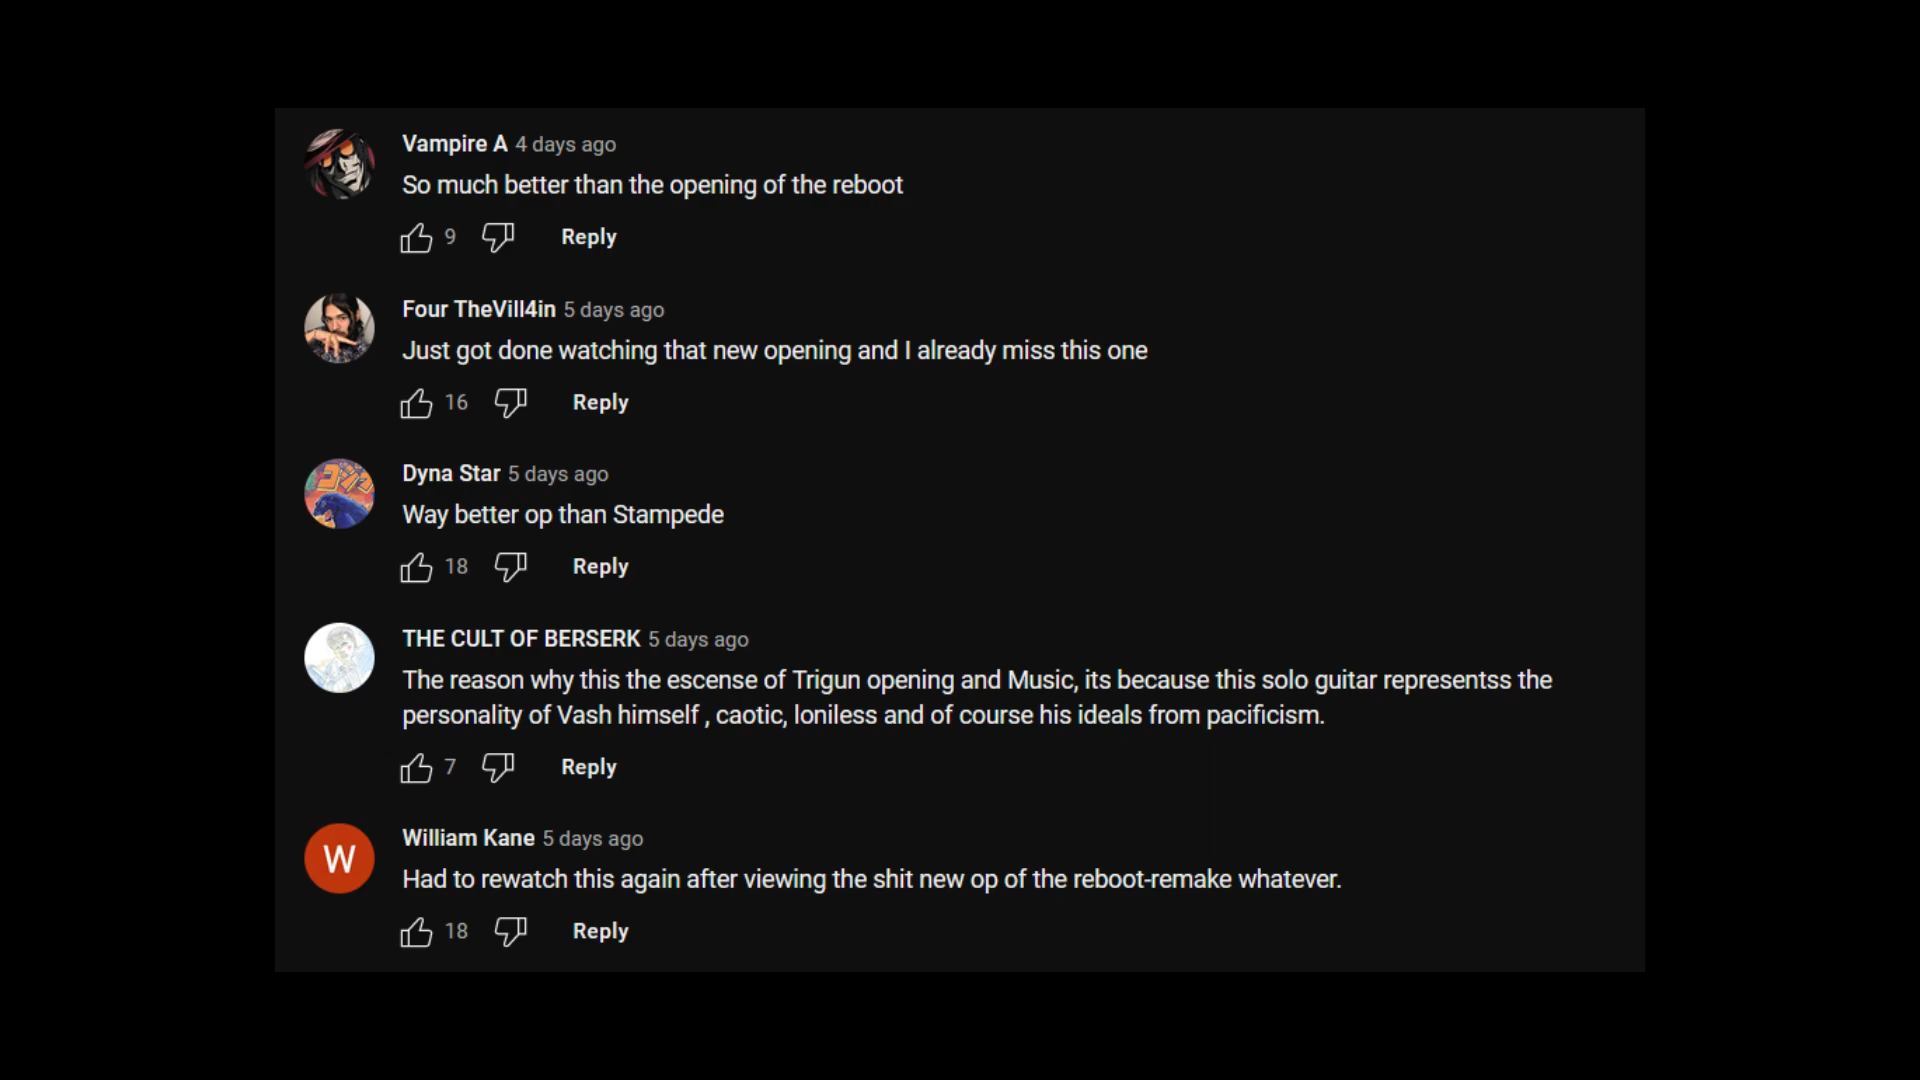 Vampire A 4 days ago
So much better than the opening of the reboot
9 Reply
Four TheVill4in 5 days ago
Just got done watching that new opening and I already miss this one
16 Reply
ゴジラ
Dyna Star 5 days ago
Way better op than Stampede
18 Reply
THE CULT OF BERSERK 5 days ago
The reason why this the escense of Trigun opening and Music, its because this solo guitar representss the
personality of Vash himself , caotic, loniless and of course his ideals from pacificism.
7 Reply
W
William Kane 5 days ago
Had to rewatch this again after viewing the shit new op of the reboot-remake whatever.
18 Reply